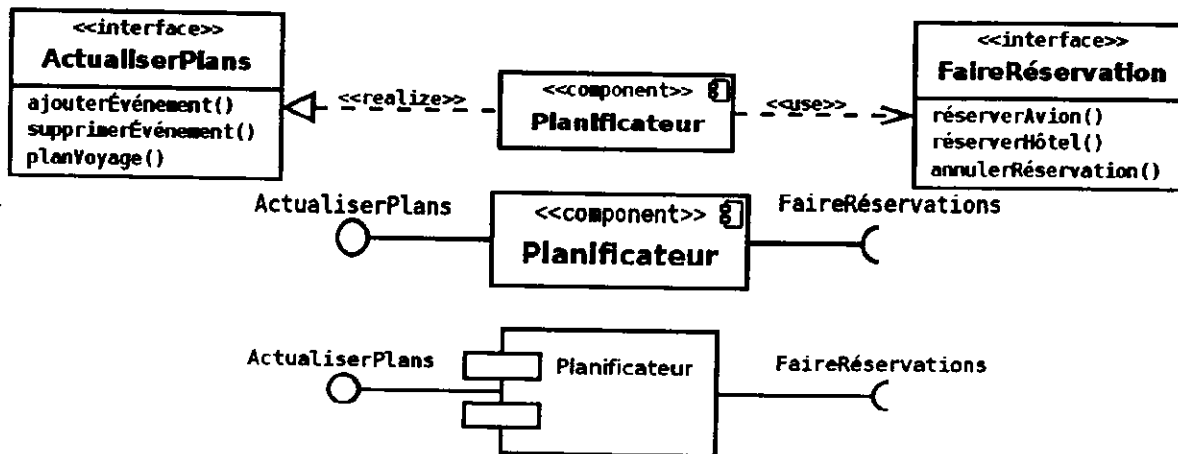 <<interface>>
ActualiserPlans
ajouterÉvénement()
supprimerÉvénement()
planVoyage()
<<realize>>
<<component>>
Planificateur
<<use>>
<<interface>>
FaireRéservation
réserverAvion()
réserverHôtel()
annulerRéservation()
ActualiserPlans
<<component>>
Planificateur
FaireRéservations
ActualiserPlans
Planificateur
FaireRéservations